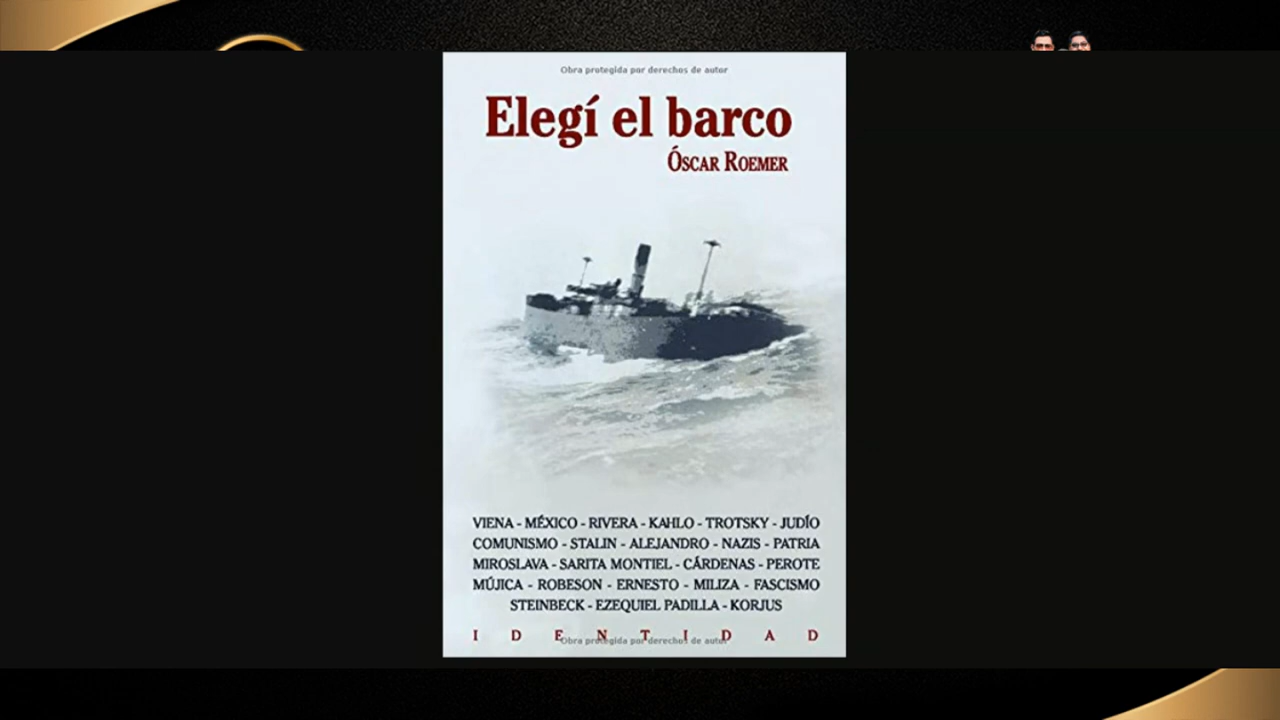 Obra protegida por derechos de autor
Elegí el barco
Óscar Roemer
VIENA - MÉXICO - RIVERA - KAHLO - TROTSKY - JUDÍO
COMUNISMO - STALIN - ALEJANDRO - NAZIS - PATRIA
MIROSLAVA - SARITA MONTIEL - CÁRDENAS - PEROTE
MÚJICA - ROBESON - ERNESTO - MILIZA - FASCISMO
STEINBECK - EZEQUIEL PADILLA - KORJUS
IDENTIDAD
Obra protegida por derechos de autor